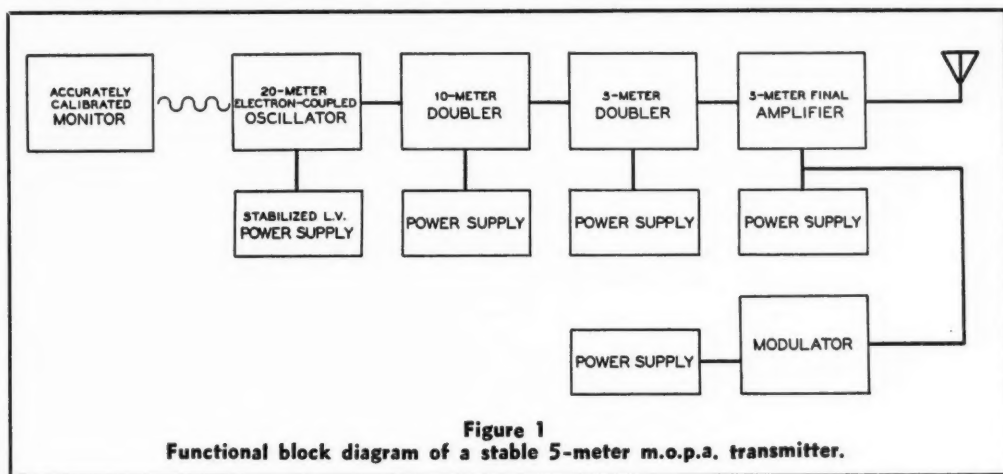 ACCURATELY
CALIBRATED
MONITOR
20-METER
ELECTRON-COUPLED
OSCILLATOR
10-METER
DOUBLER
5-METER
DOUBLER
5-METER FINAL
AMPLIFIER
STABILIZED L.V.
POWER SUPPLY
POWER SUPPLY
POWER SUPPLY
POWER SUPPLY
POWER SUPPLY
MODULATOR
Figure 1
Functional block diagram of a stable 5-meter m.o.p.a. transmitter.